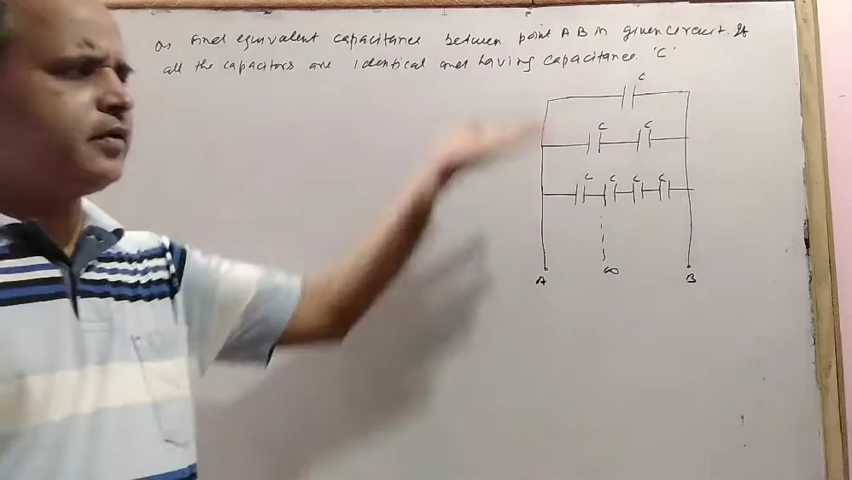 Q, Find equivalent capacitance between point A B in given circuit. If
all the capacitors are identical and having capacitance 'C'
C
C C
C C C C
∞
A B